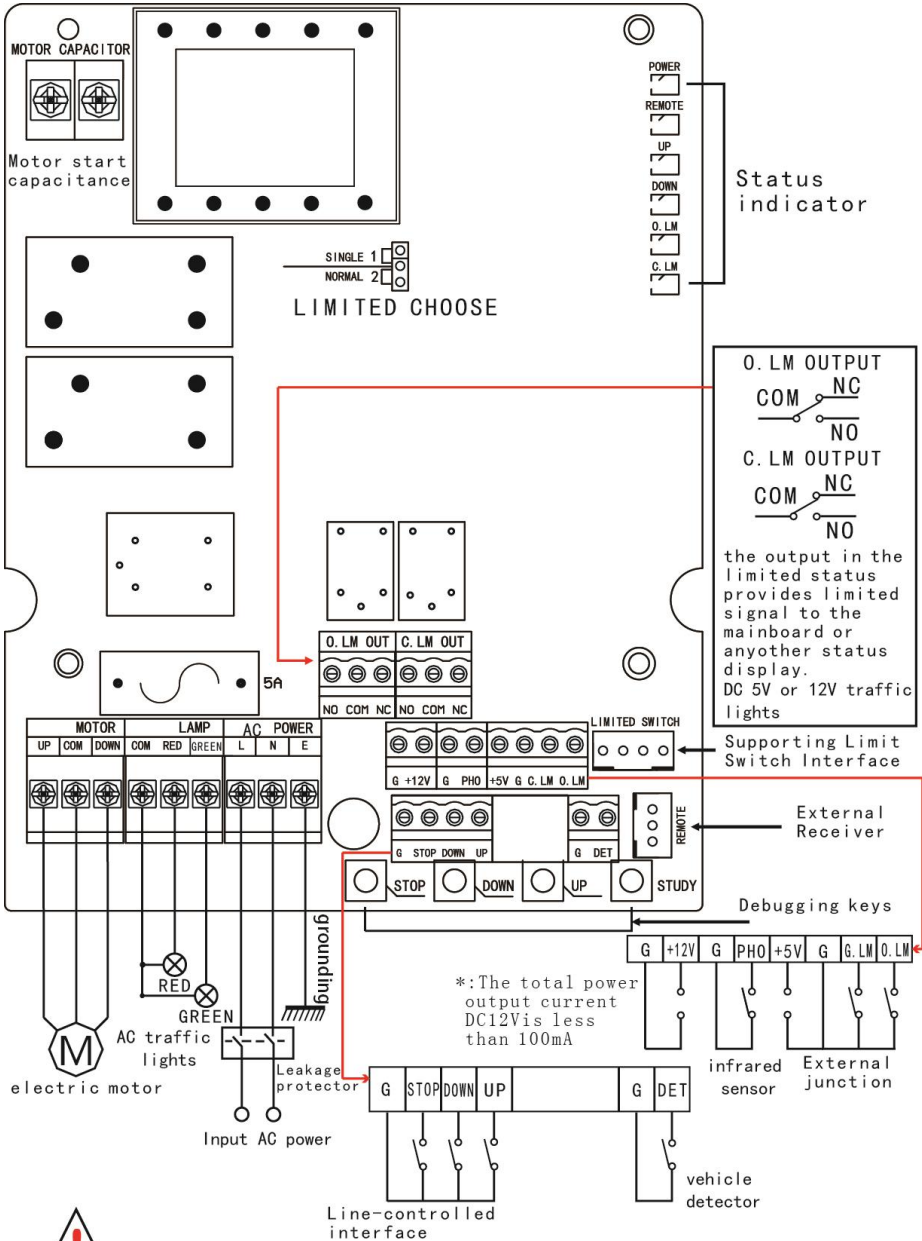 MOTOR CAPACITOR
Motor start
capacitance
POWER
REMOTE
UP
DOWN
O. LM
C. LM
Status
indicator
SINGLE 1
NORMAL 2
LIMITED CHOOSE
O. LM OUTPUT
COM NC
NO
C. LM OUTPUT
COM NC
NO
the output in the
limited status
provides limited
signal to the
mainboard or
anyother status
display.
DC 5V or 12V traffic
lights
5A
O. LM OUT C. LM OUT
NO COM NC NO COM NC
MOTOR LAMP AC POWER
UP COM DOWN COM RED GREEN L N E
LIMITED SWITCH
G +12V G PHO +5V G C. LM O. LM
Supporting Limit
Switch Interface
G STOP DOWN UP G DET
REMOTE
External
Receiver
STOP DOWN UP STUDY
Debugging keys
G +12V G PHO +5V G G. LM O. LM
infrared
sensor
External
junction
*:The total power
output current
DC12Vis less
than 100mA
grounding
RED
GREEN
AC traffic
lights
M
electric motor
Leakage
protector
Input AC power
G STOP DOWN UP G DET
vehicle
detector
Line-controlled
interface